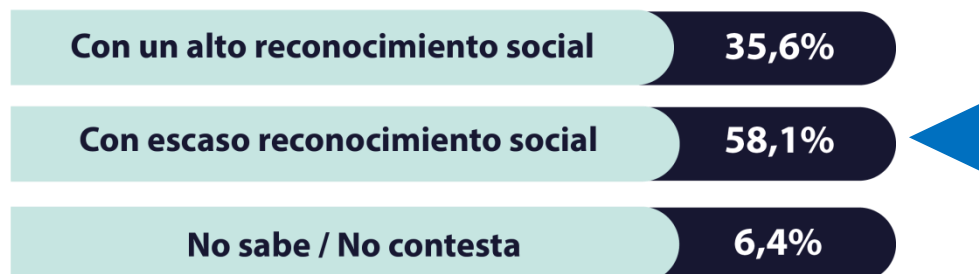 Con un alto reconocimiento social 35,6%
Con escaso reconocimiento social 58,1%
No sabe / No contesta 6,4%